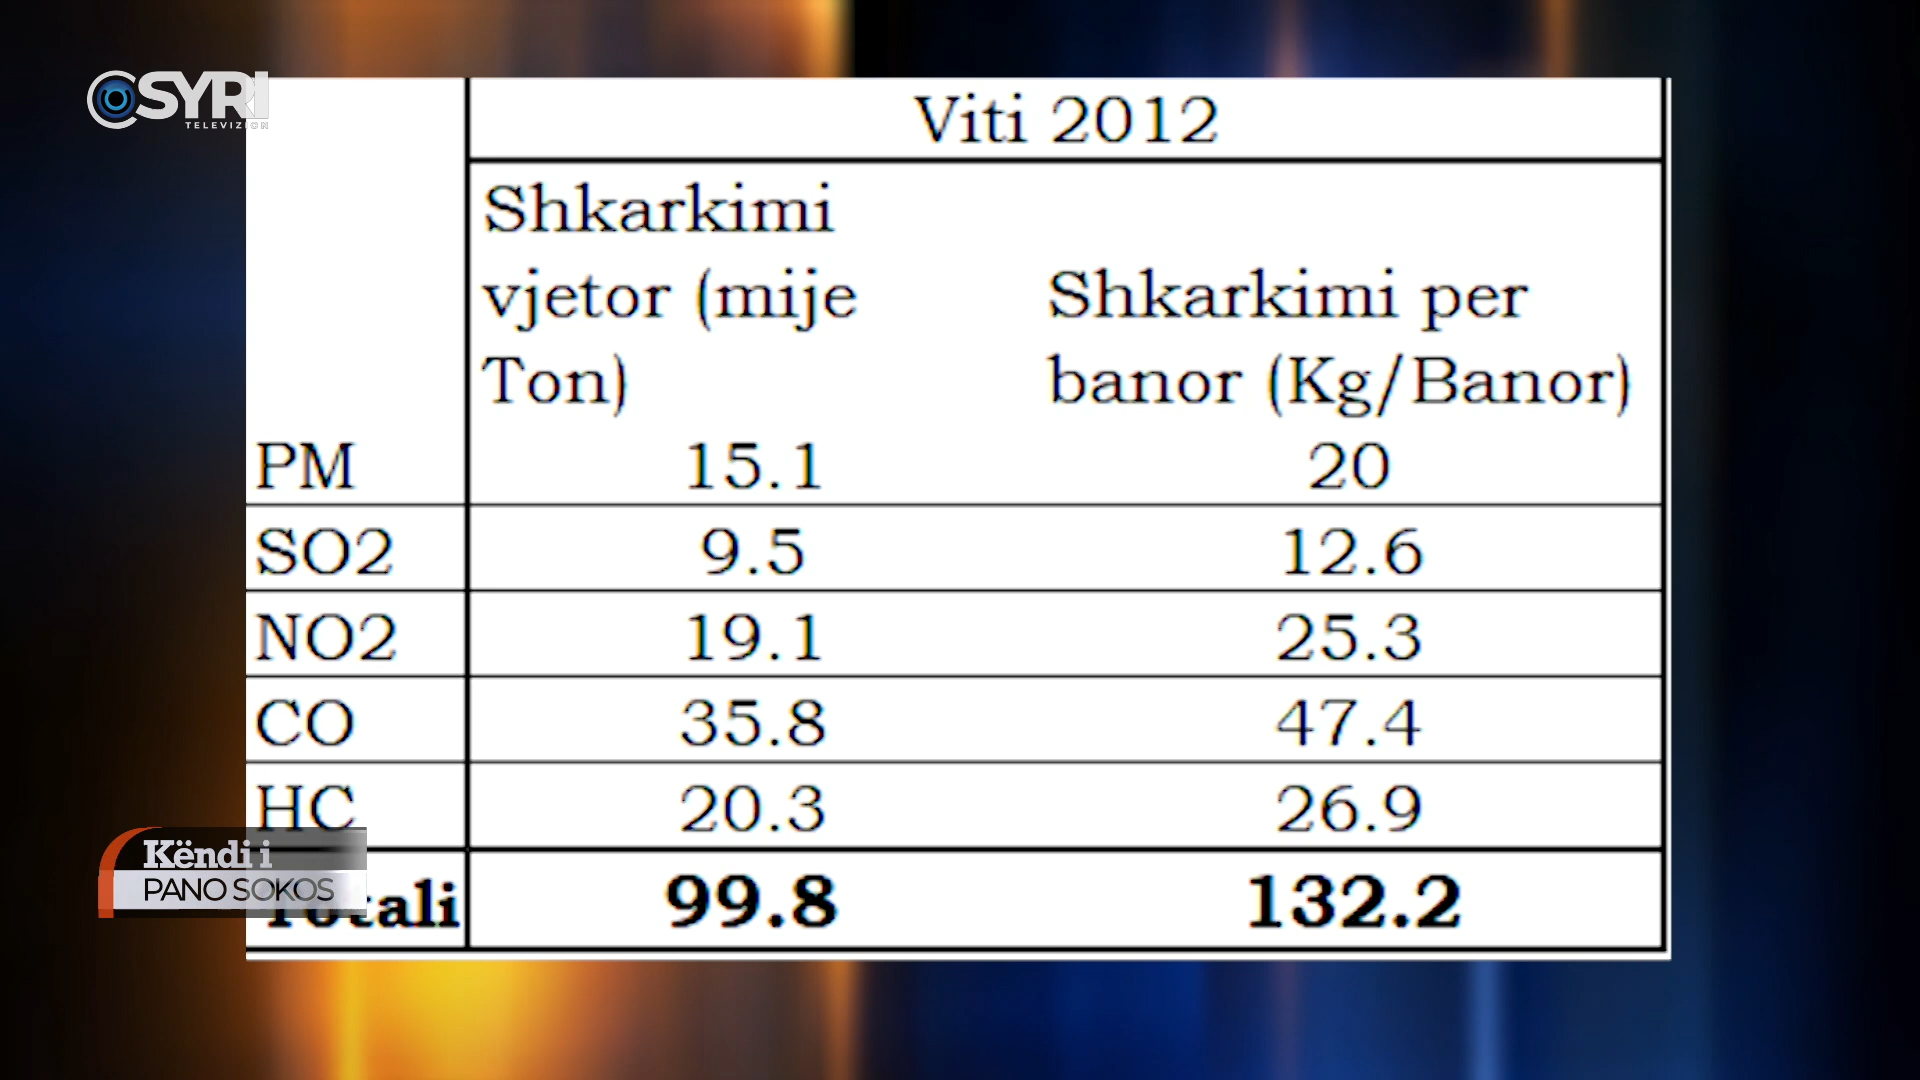 SYRI
TELEVIZION
Viti 2012
Shkarkimi
vjetor (mije
Ton)
Shkarkimi per
banor (Kg/Banor)
PM 15.1 20
SO2 9.5 12.6
NO2 19.1 25.3
CO 35.8 47.4
HC 20.3 26.9
Totali 99.8 132.2
Këndi i
PANO SOKOS